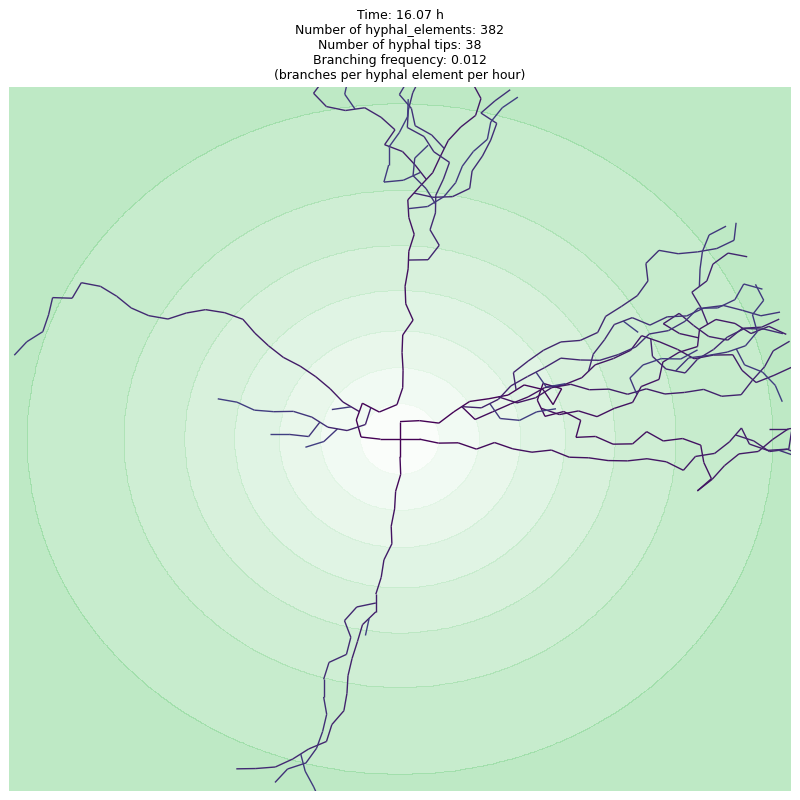 Time: 16.07 h
Number of hyphal_elements: 382
Number of hyphal tips: 38
Branching frequency: 0.012
(branches per hyphal element per hour)